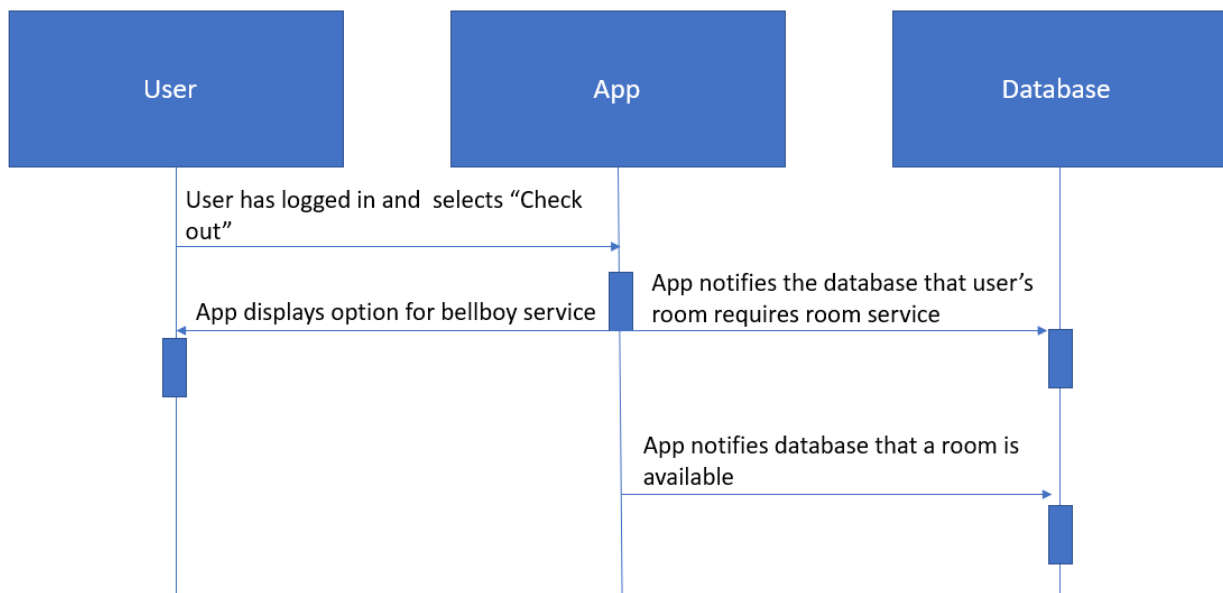 User
App
Database
User has logged in and  selects “Check
out”
App notifies the database that user’s
room requires room service
App displays option for bellboy service
App notifies database that a room is
available